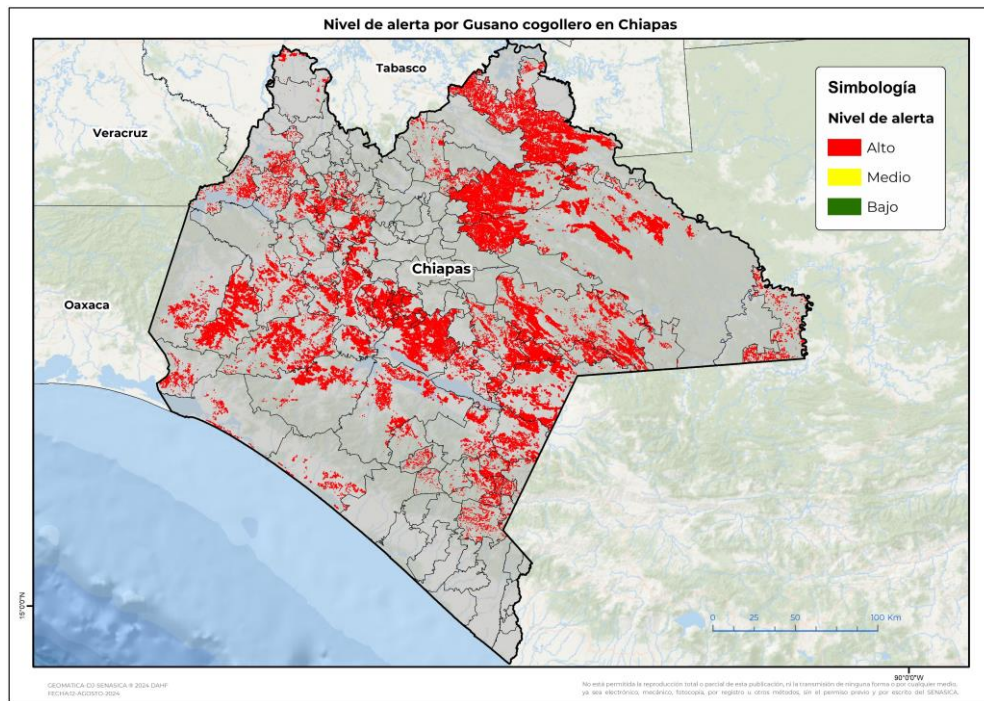 Nivel de alerta por Gusano cogollero en Chiapas
Tabasco
Veracruz
Simbología
Nivel de alerta
Alto
Medio
Bajo
Chiapas
Oaxaca
15°0'0"N
0 25 50 100 Km
90°0'0"W
GEOMATICA-DJ SENASICA ® 2024 DAHF
FECHA:12-AGOSTO-2024
No está permitida la reproducción total o parcial de esta publicación, ni la transmisión de ninguna forma o por cualquier medio,
ya sea electrónico, mecánico, fotocopia, por registro u otros métodos, sin el permiso previo y por escrito del SENASICA.